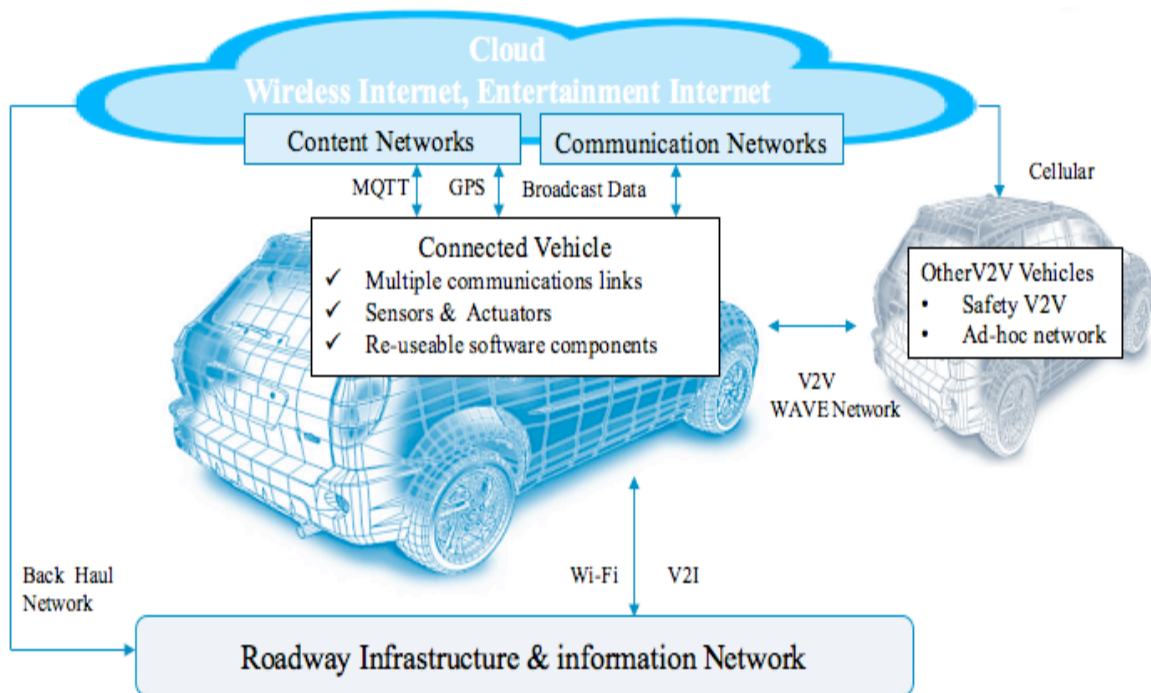 Cloud
Wireless Internet, Entertainment Internet
Content Networks
Communication Networks
MQTT
GPS
Broadcast Data
Cellular
Connected Vehicle
✓ Multiple communications links
✓ Sensors & Actuators
✓ Re-useable software components
OtherV2V Vehicles
• Safety V2V
• Ad-hoc network
V2V
WAVE Network
Back Haul
Network
Wi-Fi
V2I
Roadway Infrastructure & information Network